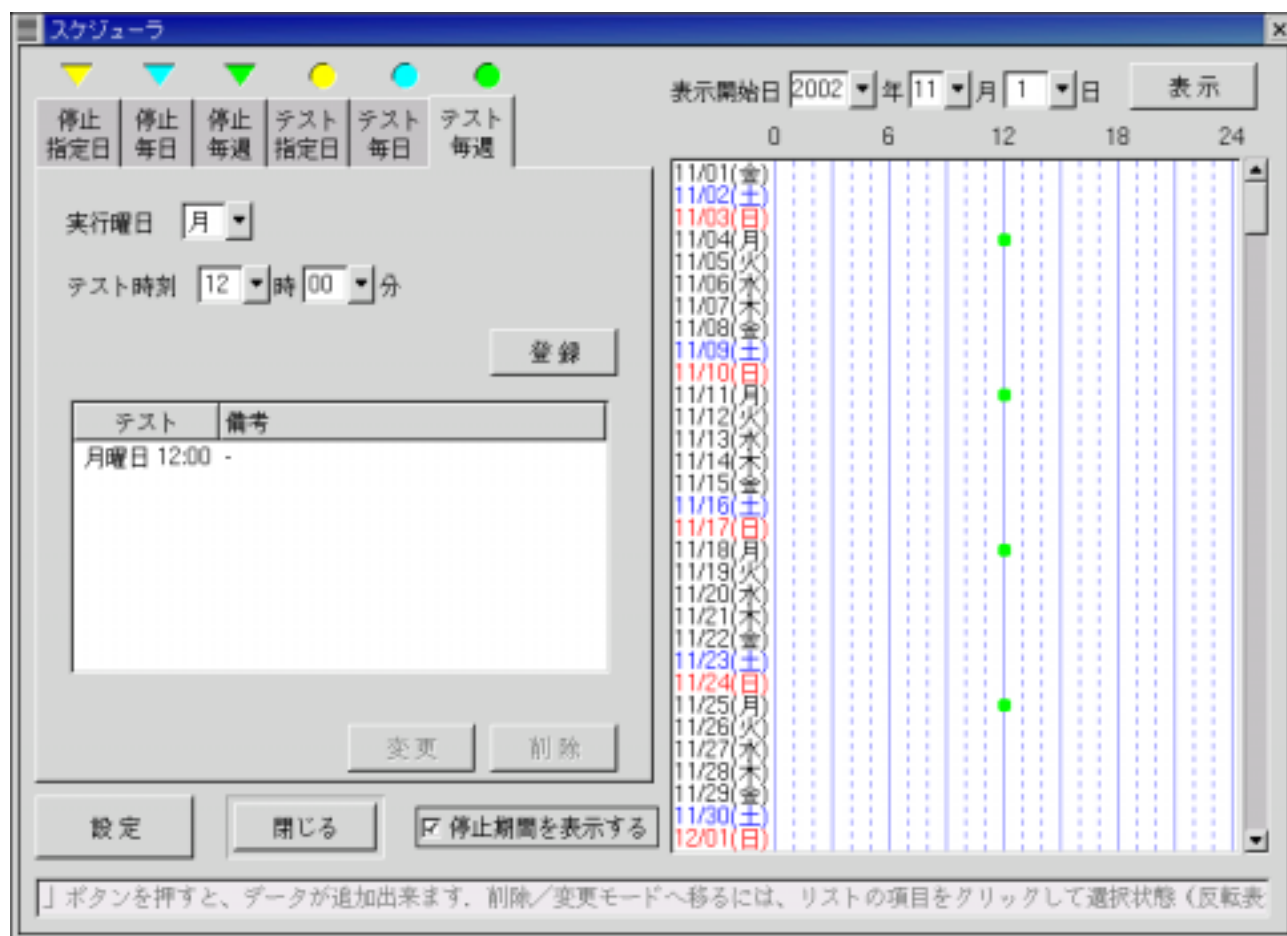 スケジューラ
停止
指定日
停止
毎日
停止
毎週
テスト
指定日
テスト
毎日
テスト
毎週
実行曜日 月
テスト時刻 12 時 00 分
登録
テスト 備考
月曜日 12:00 -
変更 削除
設定 閉じる 停止期間を表示する
表示開始日 2002 年 11 月 1 日 表示
0 6 12 18 24
11/01(金)
11/02(土)
11/03(日)
11/04(月)
11/05(火)
11/06(水)
11/07(木)
11/08(金)
11/09(土)
11/10(日)
11/11(月)
11/12(火)
11/13(水)
11/14(木)
11/15(金)
11/16(土)
11/17(日)
11/18(月)
11/19(火)
11/20(水)
11/21(木)
11/22(金)
11/23(土)
11/24(日)
11/25(月)
11/26(火)
11/27(水)
11/28(木)
11/29(金)
11/30(土)
12/01(日)
」ボタンを押すと、データが追加出来ます．削除／変更モードへ移るには、リストの項目をクリックして選択状態（反転表